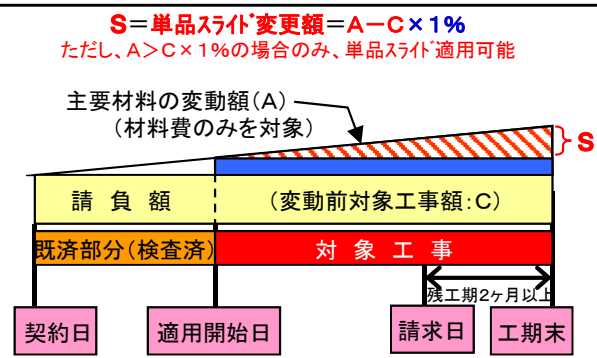 S=単品スライド変更額=A-C×1%
ただし、A>C×1%の場合のみ、単品スライド適用可能
主要材料の変動額(A)
(材料費のみを対象)
S
請負額
(変動前対象工事額:C)
既済部分(検査済)
対象工事
残工期2ヶ月以上
契約日
適用開始日
請求日
工期末